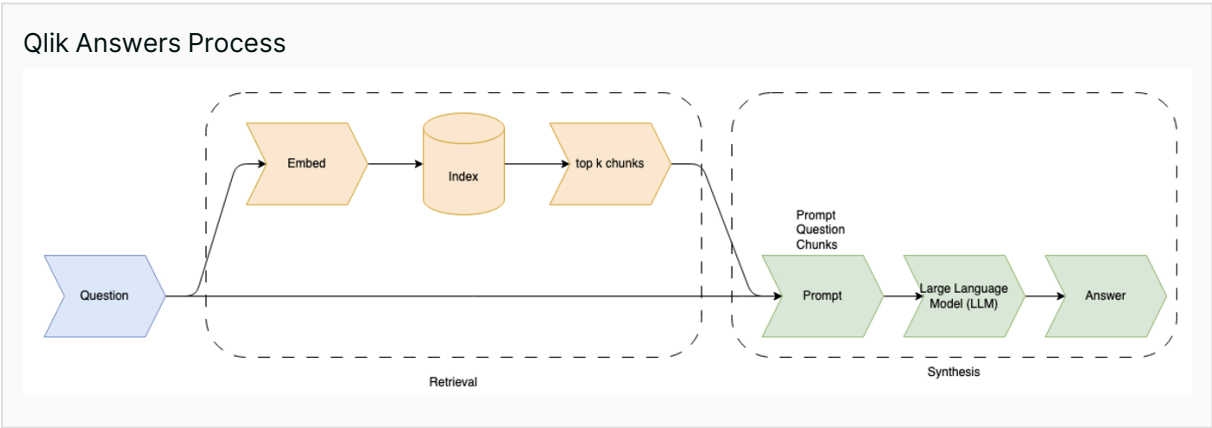 Qlik Answers Process
Embed
Index
top k chunks
Prompt
Question
Chunks
Question
Prompt
Large Language
Model (LLM)
Answer
Retrieval
Synthesis